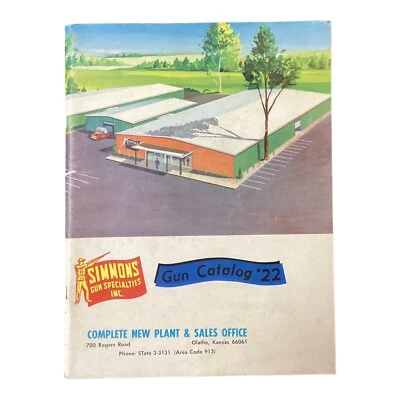 SIMMONS
GUN SPECIALTIES
INC.
Gun Catalog '22
COMPLETE NEW PLANT & SALES OFFICE
700 Rogers Road Olathe, Kansas 66061
Phone: STate 2-3131 (Area Code 913)